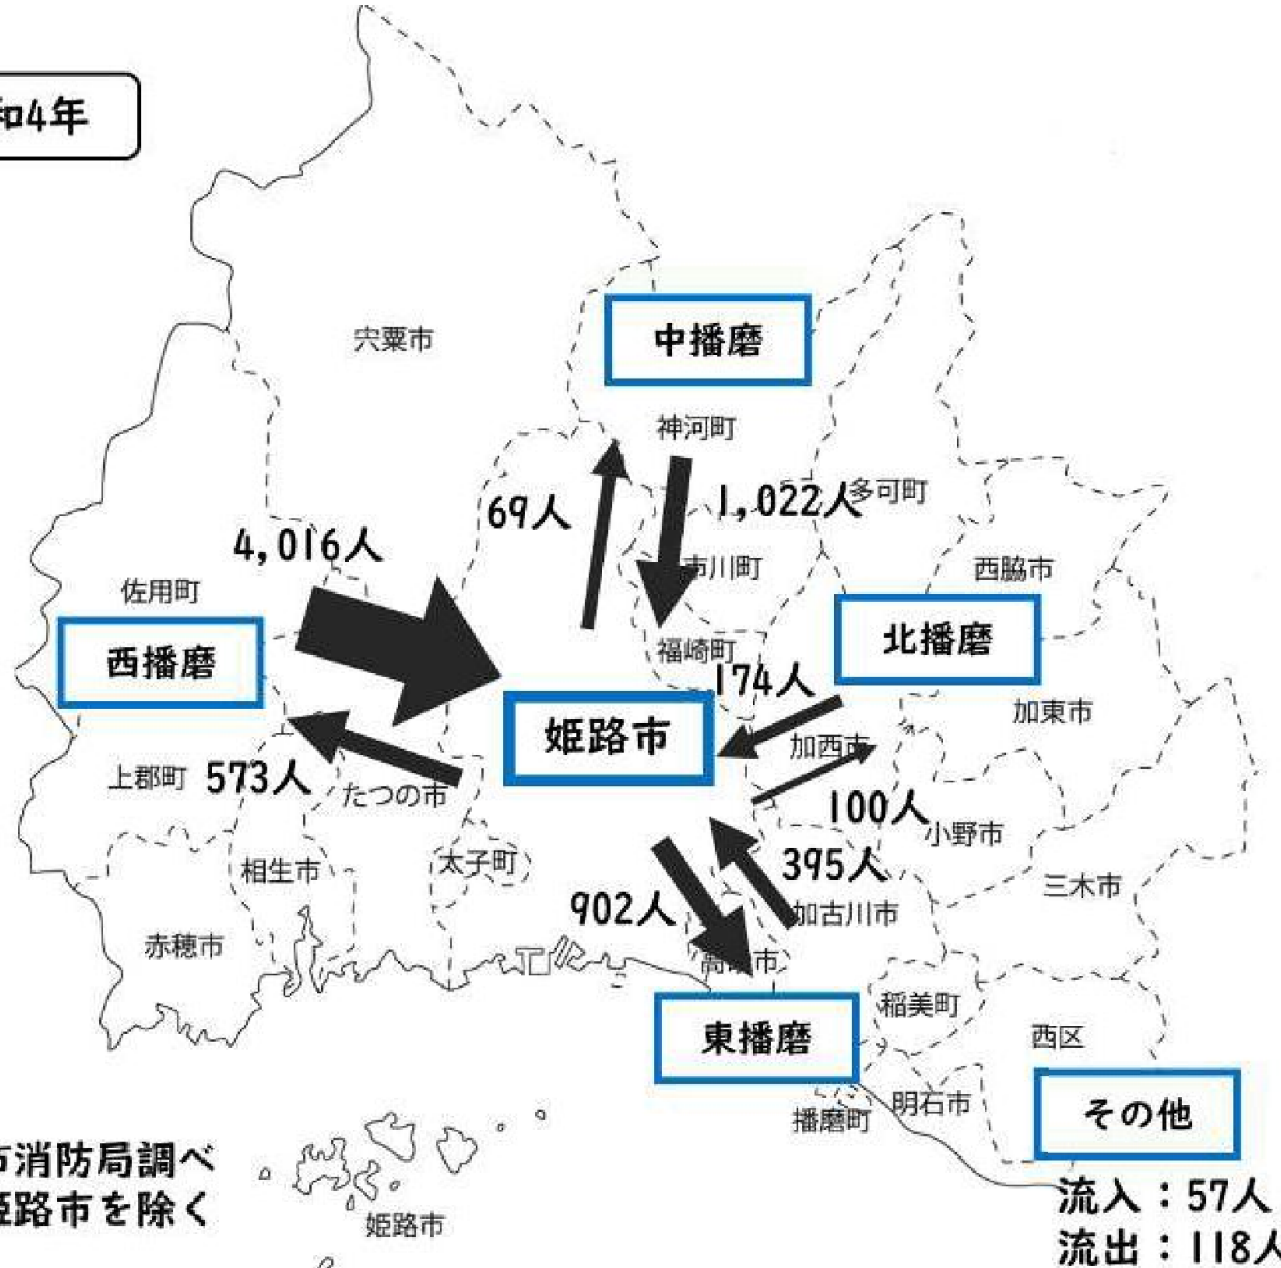 和4年
宍粟市
中播磨
神河町
69人
1,022人
多可町
4,016人
市川町
西脇市
佐用町
西播磨
北播磨
福崎町
174人
姫路市
加東市
加西市
上郡町
573人
たつの市
100人
小野市
相生市
太子町
395人
三木市
902人
加古川市
赤穂市
高砂市
稲美町
東播磨
西区
明石市
その他
播磨町
市消防局調べ
流入：57人
姫路市を除く
姫路市
流出：118人